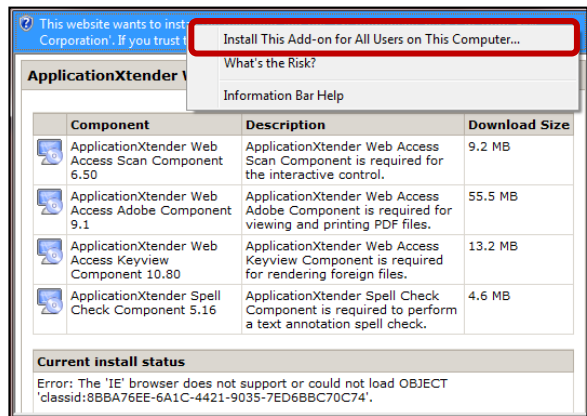 This website wants to inst
Corporation'. If you trust t
Install This Add-on for All Users on This Computer...
What's the Risk?
Information Bar Help
ApplicationXtender
Component Description Download Size
ApplicationXtender Web ApplicationXtender Web Access 9.2 MB
Access Scan Component Scan Component is required for
6.50 the interactive control.
ApplicationXtender Web ApplicationXtender Web Access 55.5 MB
Access Adobe Component Adobe Component is required for
9.1 viewing and printing PDF files.
ApplicationXtender Web ApplicationXtender Web Access 13.2 MB
Access Keyview Keyview Component is required
Component 10.80 for rendering foreign files.
ApplicationXtender Spell ApplicationXtender Spell Check 4.6 MB
Check Component 5.16 Component is required to perform
a text annotation spell check.
Current install status
Error: The 'IE' browser does not support or could not load OBJECT
'classid:8BBA76EE-6A1C-4421-9035-7ED6BBC70C74'.